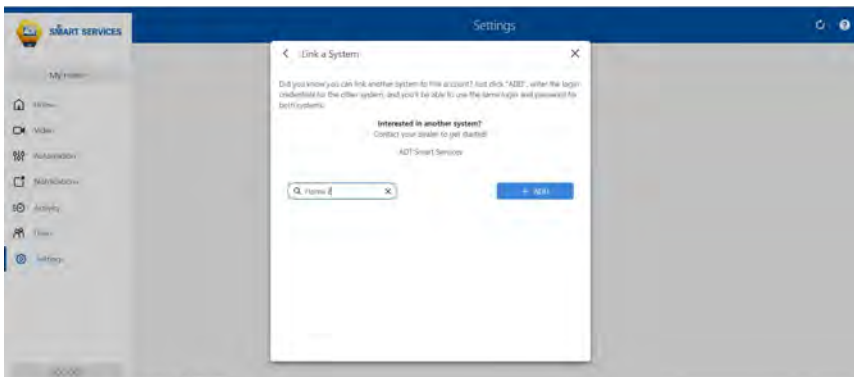 SMART SERVICES
Settings
My Home
Home
Video
Automation
Notifications
Activity
Users
Settings
Link a System
Did you know you can link another system to this account? Just click "ADD", enter the login
credentials for the other system, and you'll be able to use the same login and password for
both systems.
Interested in another system?
Contact your dealer to get started!
ADT Smart Services
Home 2
+ ADD